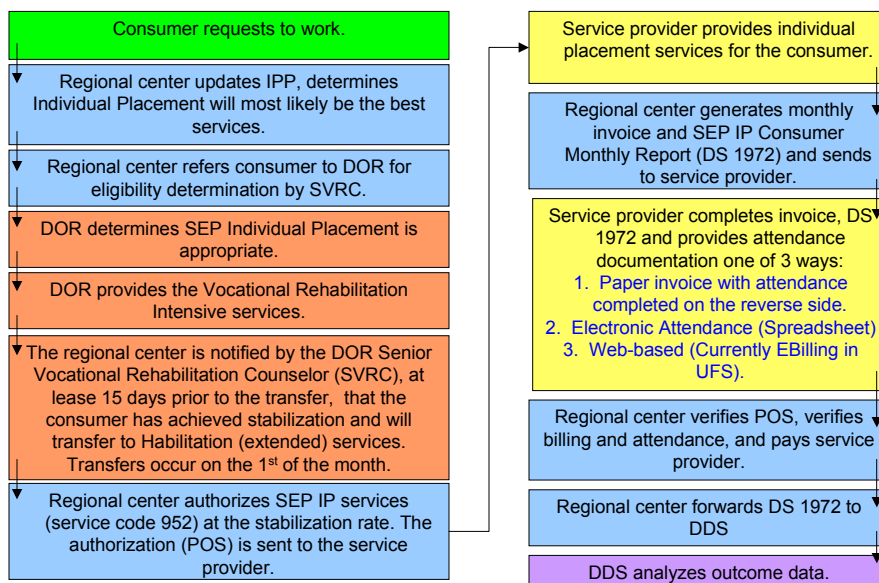 Consumer requests to work.
Regional center updates IPP, determines
Individual Placement will most likely be the best
services.
Regional center refers consumer to DOR for
eligibility determination by SVRC.
DOR determines SEP Individual Placement is
appropriate.
DOR provides the Vocational Rehabilitation
Intensive services.
The regional center is notified by the DOR Senior
Vocational Rehabilitation Counselor (SVRC), at
lease 15 days prior to the transfer, that the
consumer has achieved stabilization and will
transfer to Habilitation (extended) services.
Transfers occur on the 1st of the month.
Regional center authorizes SEP IP services
(service code 952) at the stabilization rate. The
authorization (POS) is sent to the service
provider.
Service provider provides individual
placement services for the consumer.
Regional center generates monthly
invoice and SEP IP Consumer
Monthly Report (DS 1972) and sends
to service provider.
Service provider completes invoice, DS
1972 and provides attendance
documentation one of 3 ways:
1. Paper invoice with attendance
completed on the reverse side.
2. Electronic Attendance (Spreadsheet)
3. Web-based (Currently EBilling in
UFS).
Regional center verifies POS, verifies
billing and attendance, and pays service
provider.
Regional center forwards DS 1972 to
DDS
DDS analyzes outcome data.